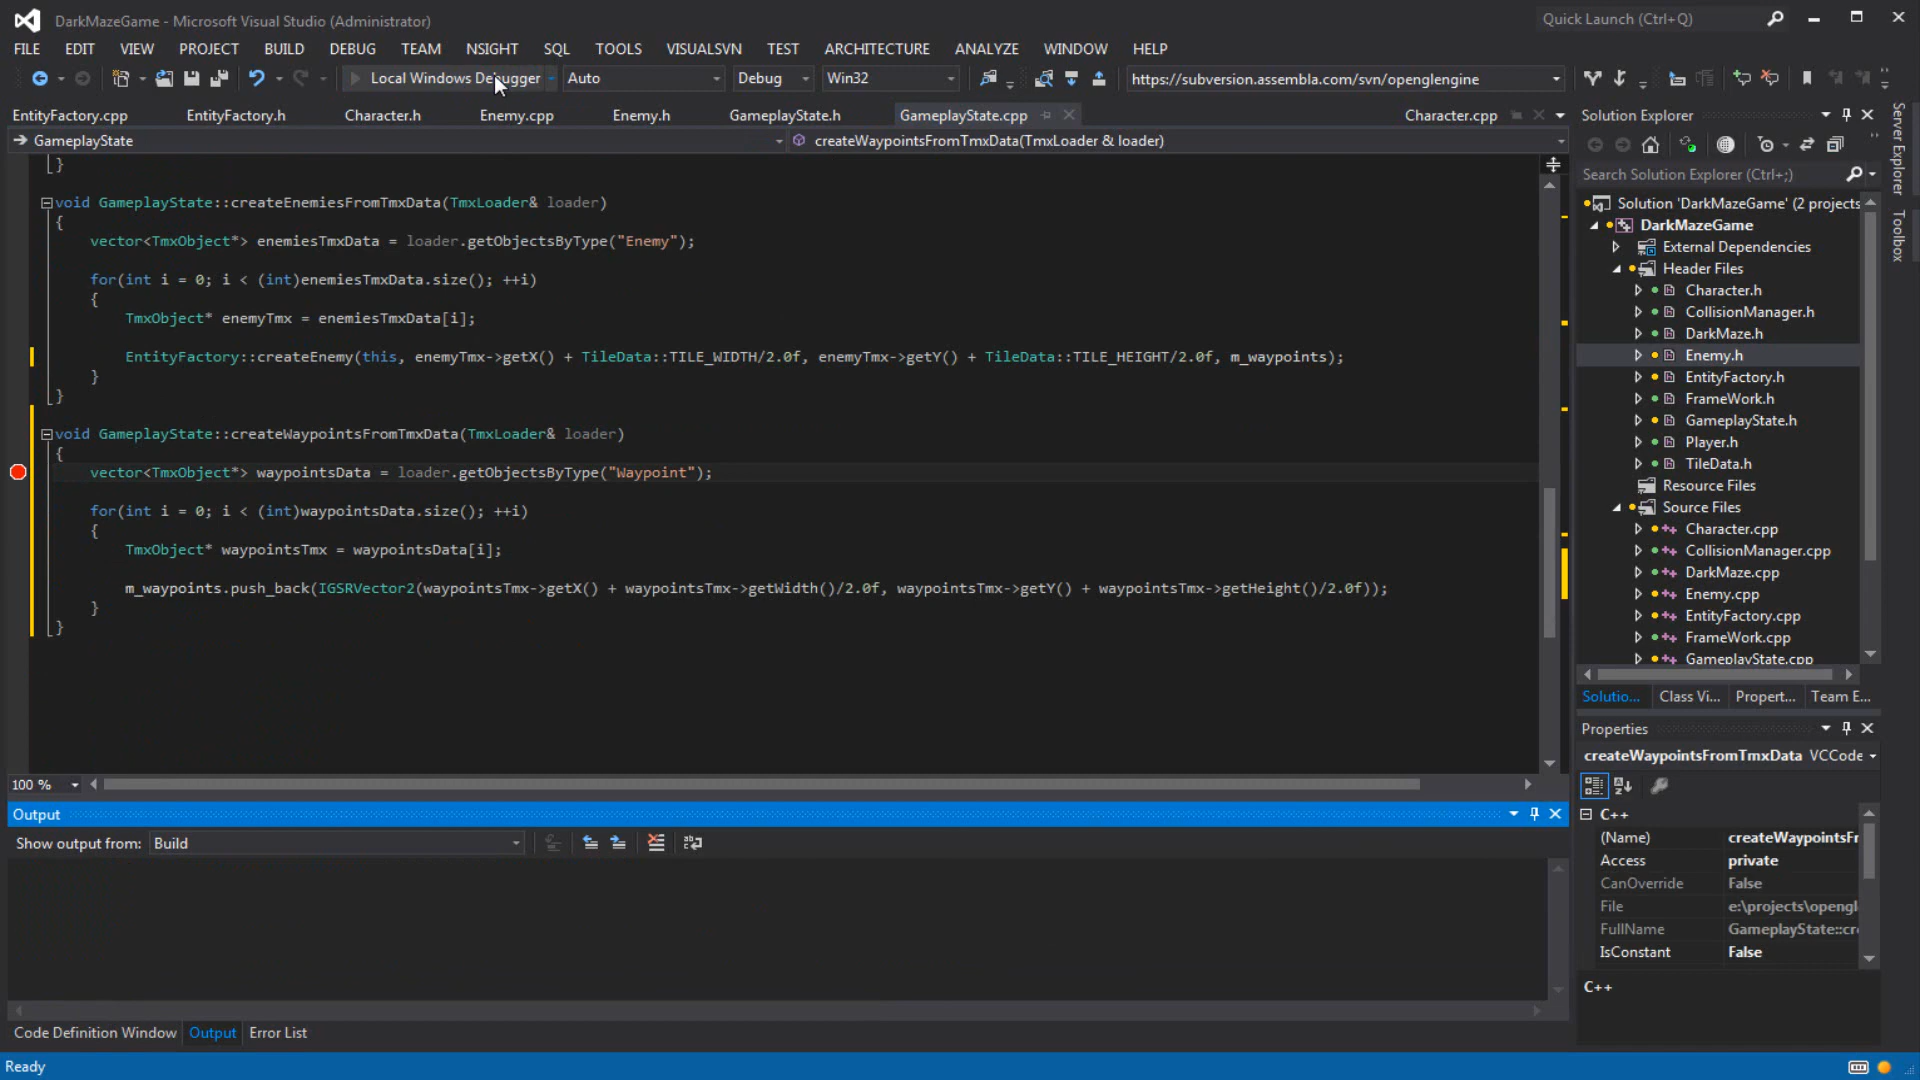 DarkMazeGame - Microsoft Visual Studio (Administrator)
Quick Launch (Ctrl+Q)
FILE EDIT VIEW PROJECT BUILD DEBUG TEAM NSIGHT SQL TOOLS VISUALSVN TEST ARCHITECTURE ANALYZE WINDOW HELP
Local Windows Debugger Auto Debug Win32 https://subversion.assembla.com/svn/openglengine
EntityFactory.cpp EntityFactory.h Character.h Enemy.cpp Enemy.h GameplayState.h GameplayState.cpp Character.cpp
GameplayState createWaypointsFromTmxData(TmxLoader & loader)
}
void GameplayState::createEnemiesFromTmxData(TmxLoader& loader)
{
vector<TmxObject*> enemiesTmxData = loader.getObjectsByType("Enemy");
for(int i = 0; i < (int)enemiesTmxData.size(); ++i)
{
TmxObject* enemyTmx = enemiesTmxData[i];
EntityFactory::createEnemy(this, enemyTmx->getX() + TileData::TILE_WIDTH/2.0f, enemyTmx->getY() + TileData::TILE_HEIGHT/2.0f, m_waypoints);
}
}
void GameplayState::createWaypointsFromTmxData(TmxLoader& loader)
{
vector<TmxObject*> waypointsData = loader.getObjectsByType("Waypoint");
for(int i = 0; i < (int)waypointsData.size(); ++i)
{
TmxObject* waypointsTmx = waypointsData[i];
m_waypoints.push_back(IGSRVector2(waypointsTmx->getX() + waypointsTmx->getWidth()/2.0f, waypointsTmx->getY() + waypointsTmx->getHeight()/2.0f));
}
}
100 %
Output
Show output from: Build
Code Definition Window Output Error List
Ready
Solution Explorer
Search Solution Explorer (Ctrl+;)
Solution 'DarkMazeGame' (2 projects
DarkMazeGame
External Dependencies
Header Files
Character.h
CollisionManager.h
DarkMaze.h
Enemy.h
EntityFactory.h
FrameWork.h
GameplayState.h
Player.h
TileData.h
Resource Files
Source Files
Character.cpp
CollisionManager.cpp
DarkMaze.cpp
Enemy.cpp
EntityFactory.cpp
FrameWork.cpp
GameplayState.cpp
Solutio... Class Vi... Propert... Team E...
Properties
createWaypointsFromTmxData VCCode
C++
(Name) createWaypointsFr
Access private
CanOverride False
File e:\projects\opengl
FullName GameplayState::cre
IsConstant False
C++
Server Explorer
Toolbox